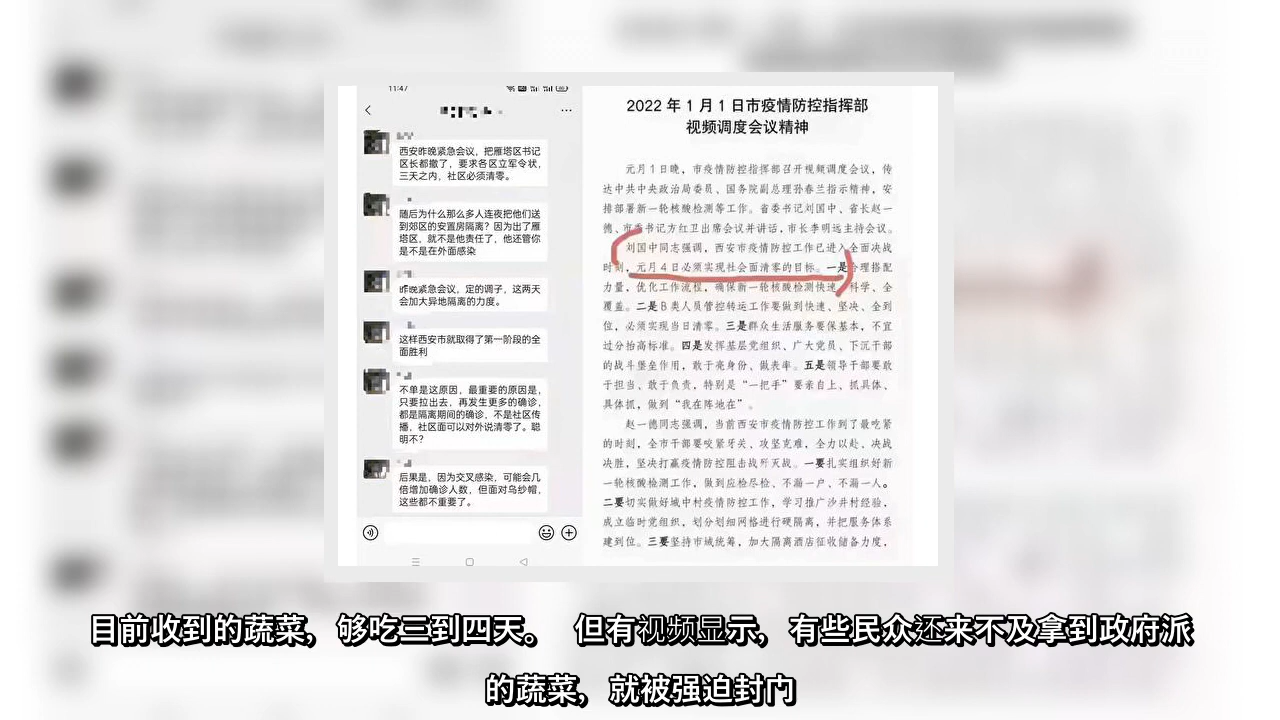 11:47
西安昨晚紧急会议，把雁塔区书记
区长都撤了，要求各区立军令状，
三天之内，社区必须清零。
随后为什么那么多人连夜把他们送
到郊区的安置房隔离？因为出了雁
塔区，就不是他责任了，他还管你
是不是在外面感染
昨晚紧急会议，定的调子，这两天
会加大异地隔离的力度。
这样西安市就取得了第一阶段的全
面胜利
不单是这原因，最重要的原因是，
只要拉出去，再发生更多的确诊，
都是隔离期间的确诊，不是社区传
播，社区面可以对外说清零了。聪
明不？
后果是，因为交叉感染，可能会几
倍增加确诊人数，但面对乌纱帽，
这些都不重要了。
2022 年 1 月 1 日市疫情防控指挥部
视频调度会议精神
元月 1 日晚，市疫情防控指挥部召开视频调度会议，传
达中共中央政治局委员、国务院副总理孙春兰指示精神，安
排部署新一轮核酸检测等工作。省委书记刘国中、省长赵一
德、市委书记方红卫出席会议并讲话，市长李明远主持会议。
刘国中同志强调，西安市疫情防控工作已进入全面决战
时刻，元月 4 日必须实现社会面清零的目标。一是合理搭配
力量，优化工作流程，确保新一轮核酸检测快速、科学、全
覆盖。二是 B 类人员管控转运工作要做到快速、坚决、全到
位，必须实现当日清零。三是群众生活服务要保基本，不宜
过分抬高标准。四是发挥基层党组织、广大党员、下沉干部
的战斗堡垒作用，敢于亮身份、做表率。五是领导干部要敢
于担当、敢于负责，特别是“一把手”要亲自上、抓具体、
具体抓，做到“我在阵地在”。
赵一德同志强调，当前西安市疫情防控工作到了最吃紧
的时刻，全市干部要咬紧牙关、攻坚克难，全力以赴、决战
决胜，坚决打赢疫情防控阻击战歼灭战。一要扎实组织好新
一轮核酸检测工作，做到应检尽检、不漏一户、不漏一人。
二要切实做好城中村疫情防控工作，学习推广沙井村经验，
成立临时党组织，划分划细网格进行硬隔离，并把服务体系
建到位。三要坚持市域统筹，加大隔离酒店征收储备力度，
目前收到的蔬菜，够吃三到四天。 但有视频显示，有些民众还来不及拿到政府派
的蔬菜，就被强迫封门